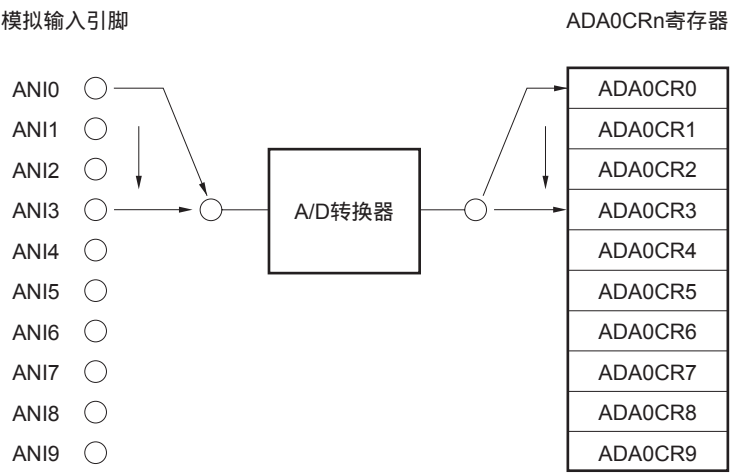 模拟输入引脚
ADA0CRn寄存器
ANI0
ADA0CR0
ANI1
ADA0CR1
ANI2
ADA0CR2
ANI3
A/D转换器
ADA0CR3
ANI4
ADA0CR4
ANI5
ADA0CR5
ANI6
ADA0CR6
ANI7
ADA0CR7
ANI8
ADA0CR8
ANI9
ADA0CR9